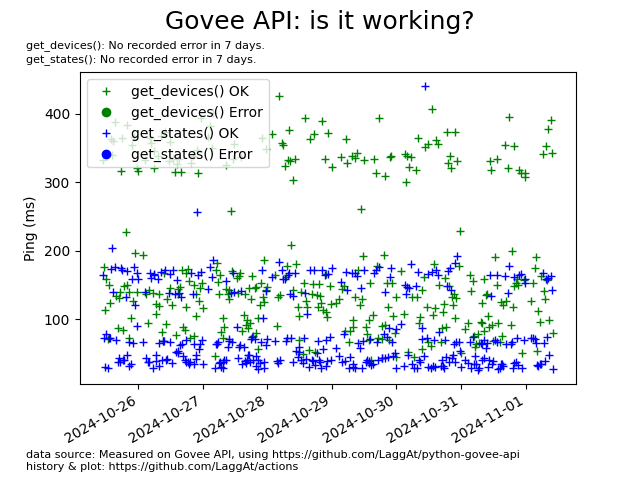 Govee API: is it working?
get_devices(): No recorded error in 7 days.
get_states(): No recorded error in 7 days.
get_devices() OK
get_devices() Error
get_states() OK
get_states() Error
Ping (ms)
400
300
200
100
2024-10-26
2024-10-27
2024-10-28
2024-10-29
2024-10-30
2024-10-31
2024-11-01
data source: Measured on Govee API, using https://github.com/LaggAt/python-govee-api
history & plot: https://github.com/LaggAt/actions